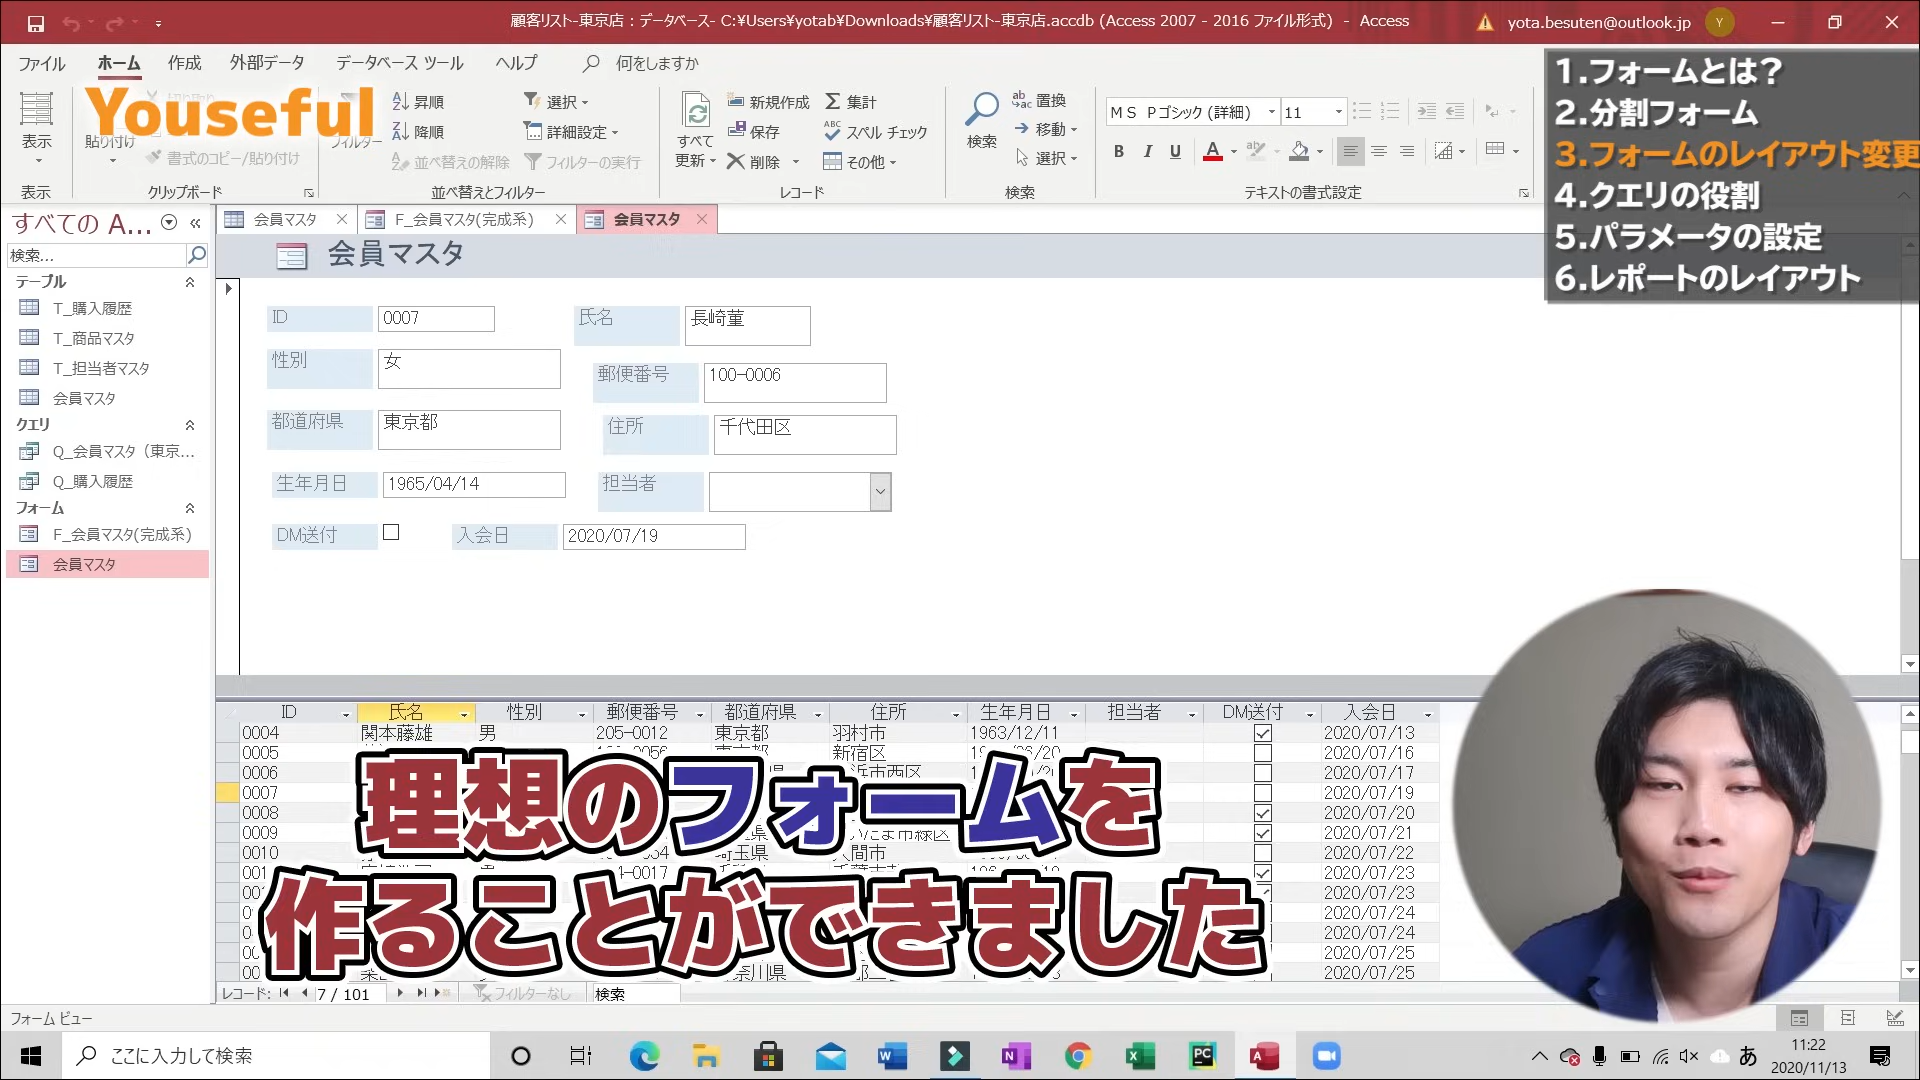 顧客リスト-東京店 : データベース- C:¥Users¥yotab¥Downloads¥顧客リスト-東京店.accdb (Access 2007 - 2016 ファイル形式) - Access
yota.besuten@outlook.jp
Y
ファイル ホーム 作成 外部データ データベース ツール ヘルプ 何をしますか
Youseful
表示
貼り付け
書式のコピー/貼り付け
フィルター
昇順
降順
並べ替えの解除
選択
詳細設定
フィルターの実行
すべて
更新
新規作成
保存
削除
集計
スペル チェック
その他
検索
置換
移動
選択
MS Pゴシック (詳細)
11
B I U A
表示 クリップボード 並べ替えとフィルター レコード 検索 テキストの書式設定
1.フォームとは?
2.分割フォーム
3.フォームのレイアウト変更
4.クエリの役割
5.パラメータの設定
6.レポートのレイアウト
すべての A...
検索...
テーブル
T_購入履歴
T_商品マスタ
T_担当者マスタ
会員マスタ
クエリ
Q_会員マスタ（東京...
Q_購入履歴
フォーム
F_会員マスタ(完成系)
会員マスタ
会員マスタ F_会員マスタ(完成系) 会員マスタ
会員マスタ
ID 0007 氏名 長崎菫
性別 女 郵便番号 100-0006
都道府県 東京都 住所 千代田区
生年月日 1965/04/14 担当者
DM送付 入会日 2020/07/19
ID 氏名 性別 郵便番号 都道府県 住所 生年月日 担当者 DM送付 入会日
0004 関本藤雄 男 205-0012 東京都 羽村市 1963/12/11 2020/07/13
0005 新宿区 2020/07/16
0006 2020/07/17
0007 2020/07/19
0008 2020/07/20
0009 2020/07/21
0010 埼玉県 2020/07/22
2020/07/23
2020/07/23
2020/07/24
2020/07/24
2020/07/25
2020/07/25
理想のフォームを
作ることができました
レコード: 7 / 101 フィルターなし 検索
フォーム ビュー
ここに入力して検索
あ
11:22
2020/11/13